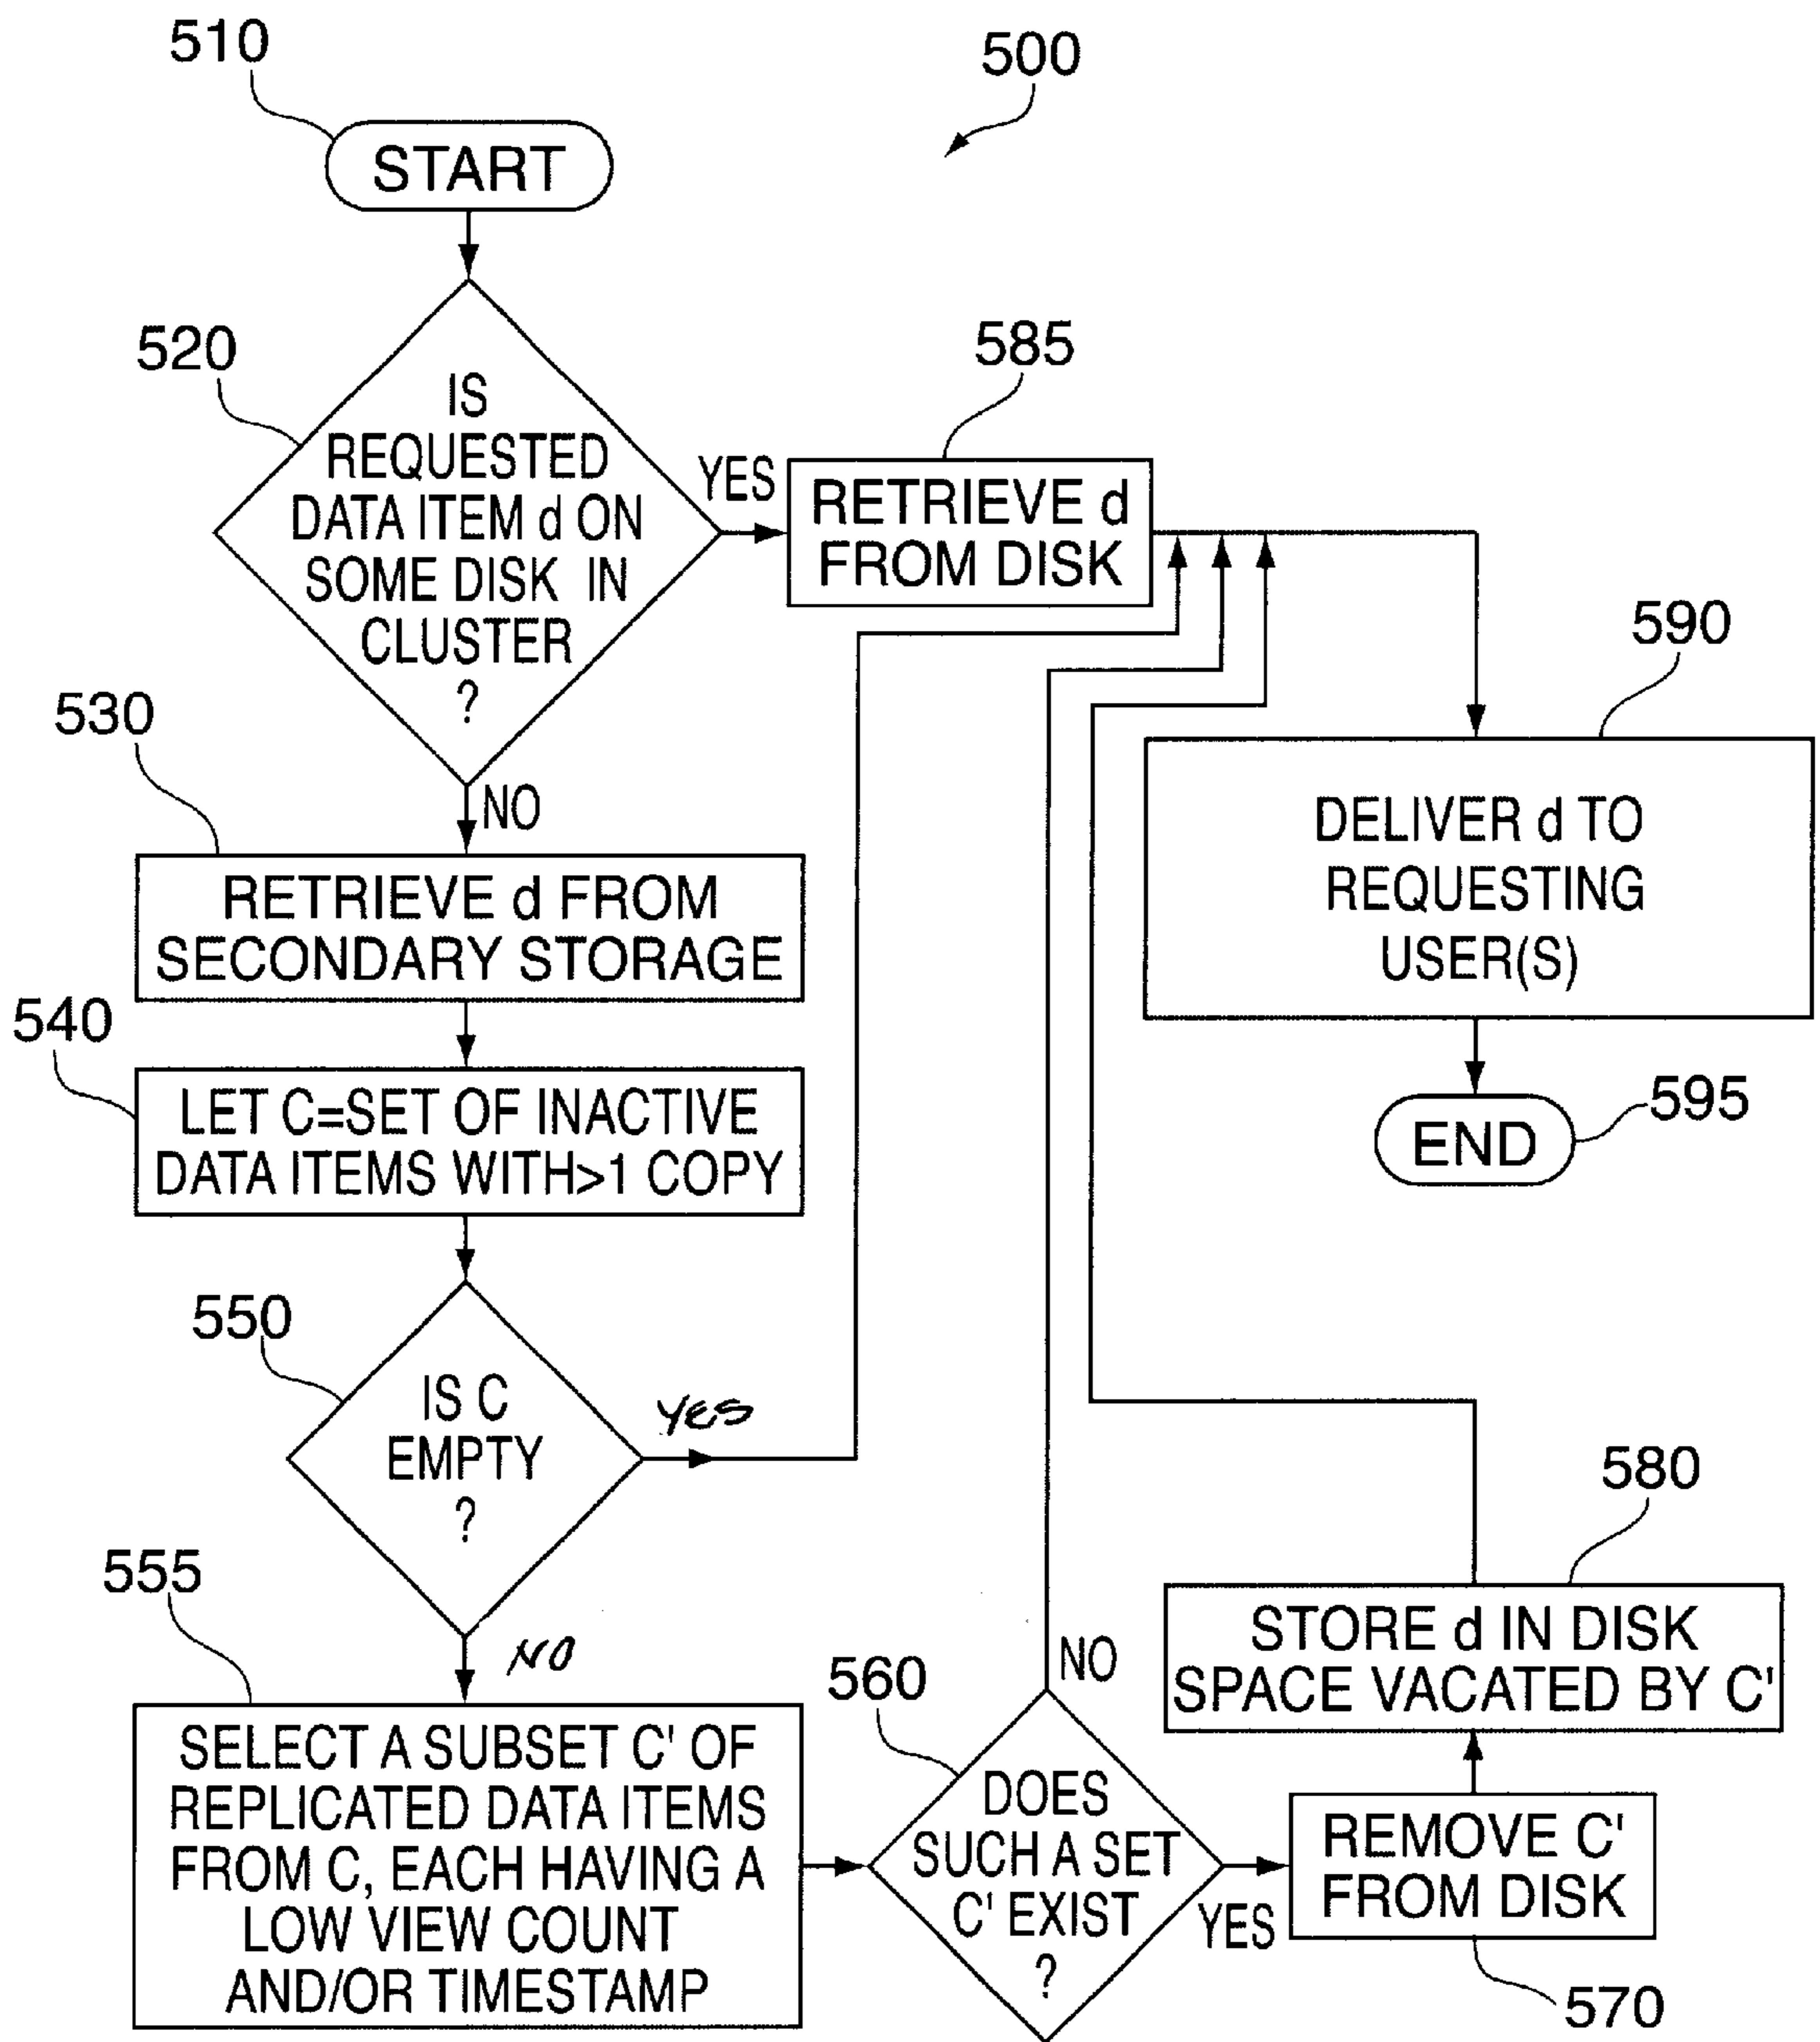 510
500
START
520
IS
REQUESTED
DATA ITEM d ON
SOME DISK IN
CLUSTER
?
YES
585
RETRIEVE d
FROM DISK
590
DELIVER d TO
REQUESTING
USER(S)
END
595
NO
530
RETRIEVE d FROM
SECONDARY STORAGE
540
LET C=SET OF INACTIVE
DATA ITEMS WITH>1 COPY
550
IS C
EMPTY
?
YES
NO
555
SELECT A SUBSET C' OF
REPLICATED DATA ITEMS
FROM C, EACH HAVING A
LOW VIEW COUNT
AND/OR TIMESTAMP
560
DOES
SUCH A SET
C' EXIST
?
NO
YES
REMOVE C'
FROM DISK
570
580
STORE d IN DISK
SPACE VACATED BY C'